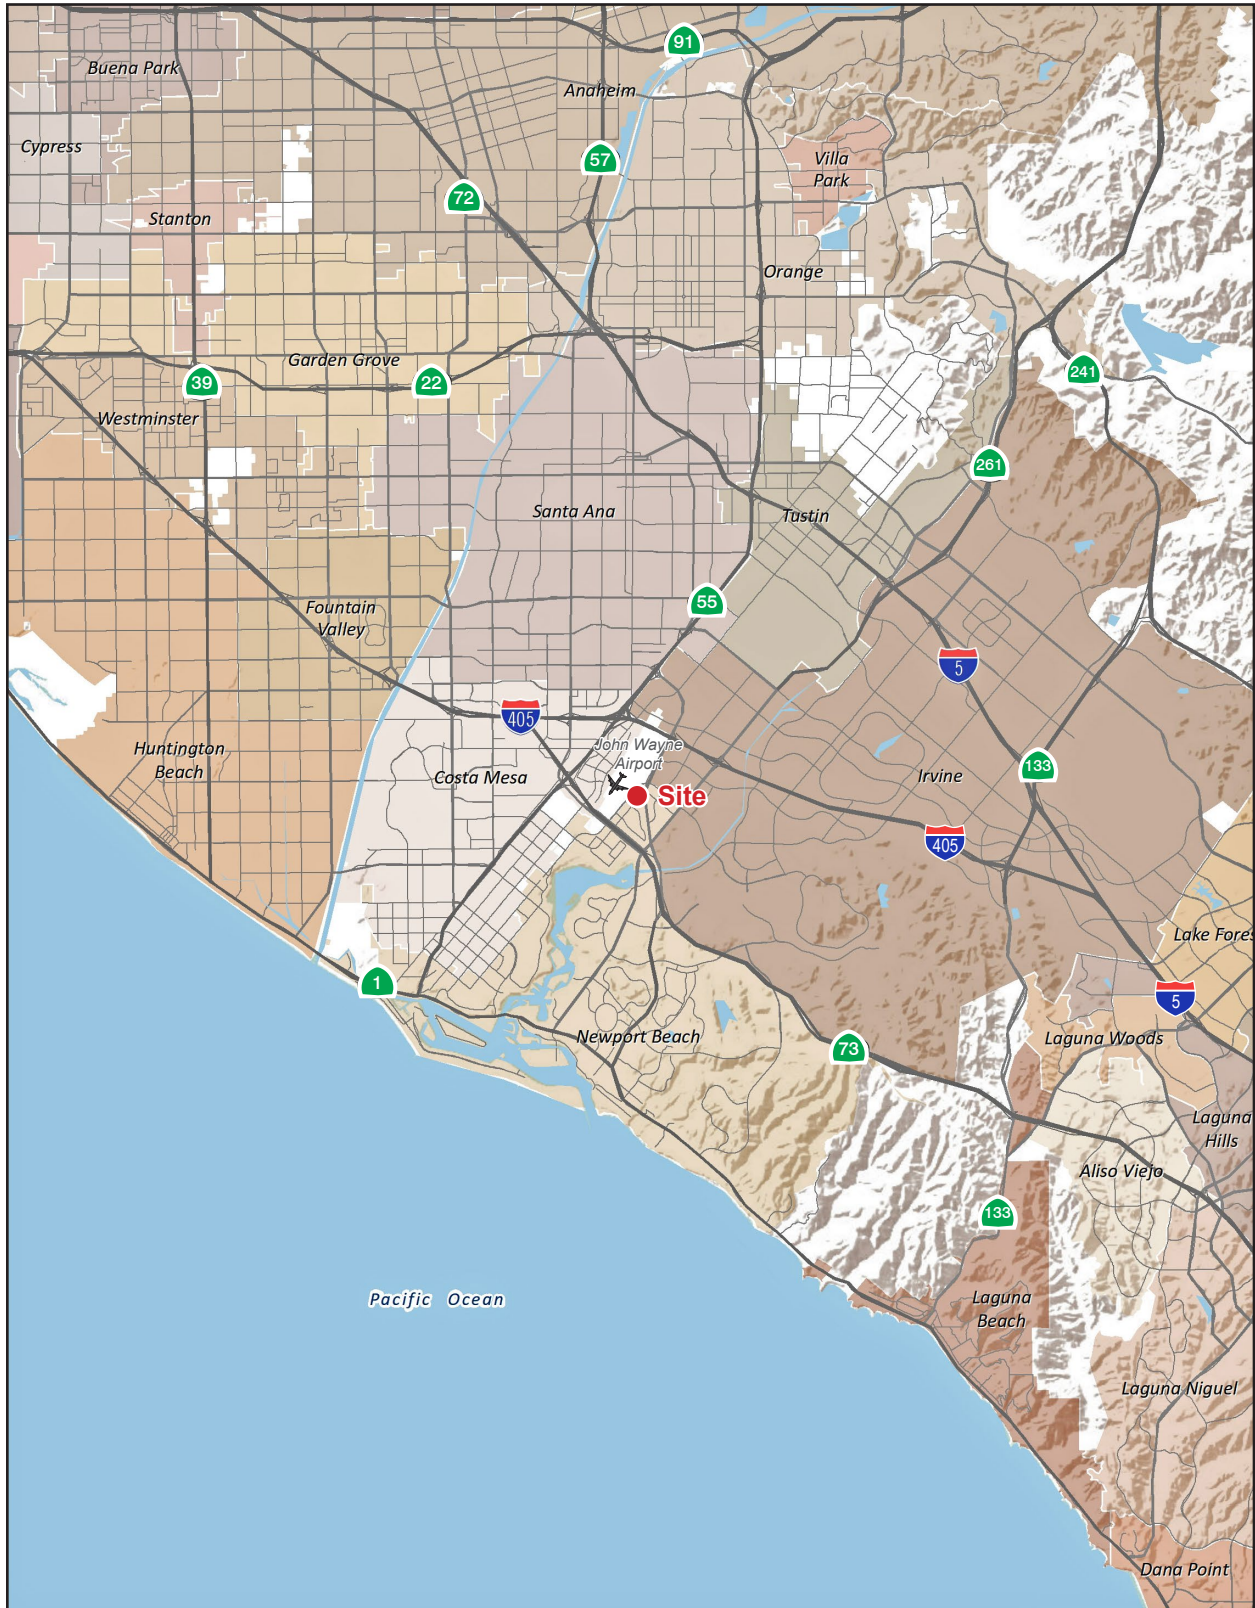 91
Buena Park
Anaheim
Cypress
57
Villa
Park
72
Stanton
Orange
Garden Grove
39
22
241
Westminster
261
Santa Ana
Tustin
55
Fountain
Valley
5
405
John Wayne
Airport
Huntington
Beach
Costa Mesa
133
Irvine
Site
405
Lake Fores
1
5
Newport Beach
Laguna Woods
73
Laguna
Hills
Aliso Viejo
133
Pacific Ocean
Laguna
Beach
Laguna Niguel
Dana Point